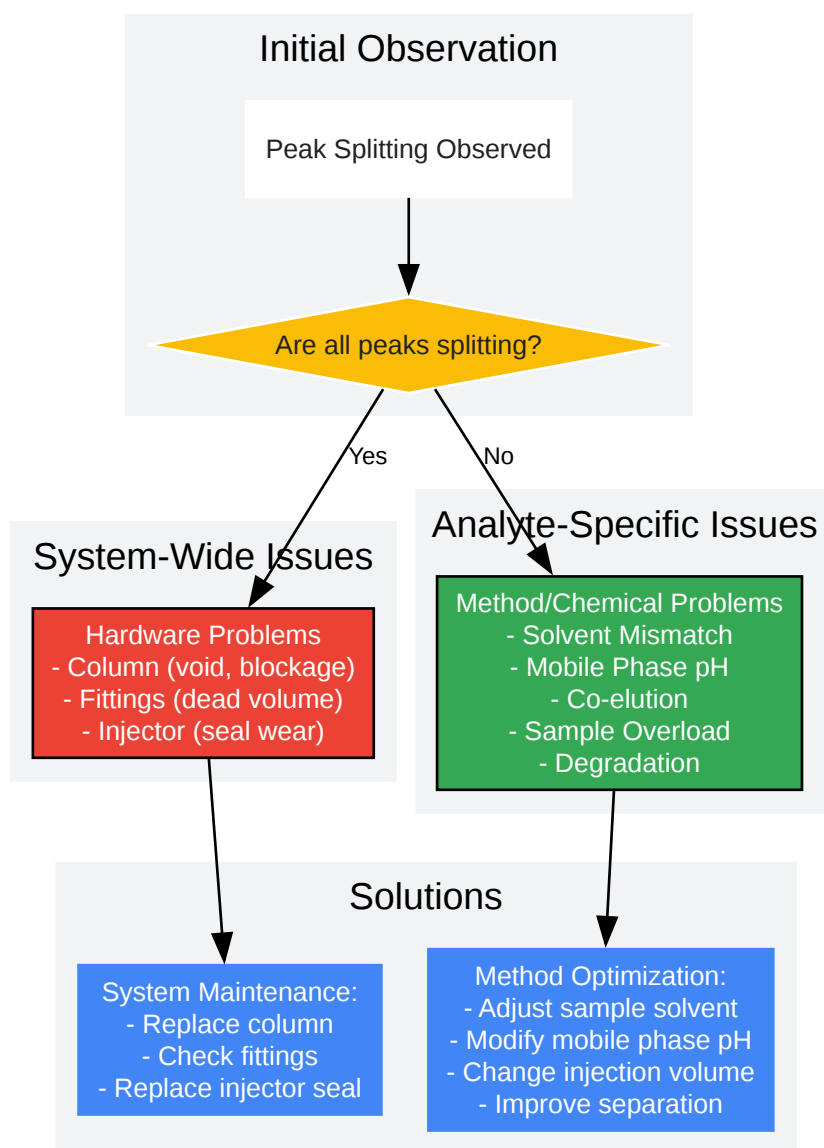 Initial Observation
Peak Splitting Observed
Are all peaks splitting?
Yes
No
System-Wide Issues
Hardware Problems
- Column (void, blockage)
- Fittings (dead volume)
- Injector (seal wear)
Analyte-Specific Issues
Method/Chemical Problems
- Solvent Mismatch
- Mobile Phase pH
- Co-elution
- Sample Overload
- Degradation
Solutions
System Maintenance:
- Replace column
- Check fittings
- Replace injector seal
Method Optimization:
- Adjust sample solvent
- Modify mobile phase pH
- Change injection volume
- Improve separation